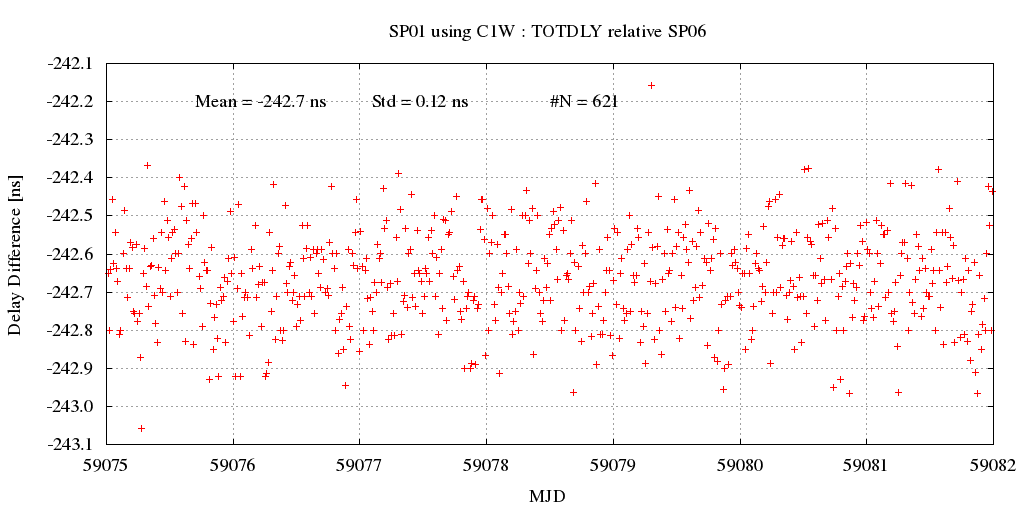 SP01 using C1W : TOTDLY relative SP06
-242.1
Mean = -242.7 ns Std = 0.12 ns #N = 621
-242.2
-242.3
-242.4
-242.5
-242.6
-242.7
-242.8
-242.9
-243.0
-243.1
Delay Difference [ns]
59075 59076 59077 59078 59079 59080 59081 59082
MJD